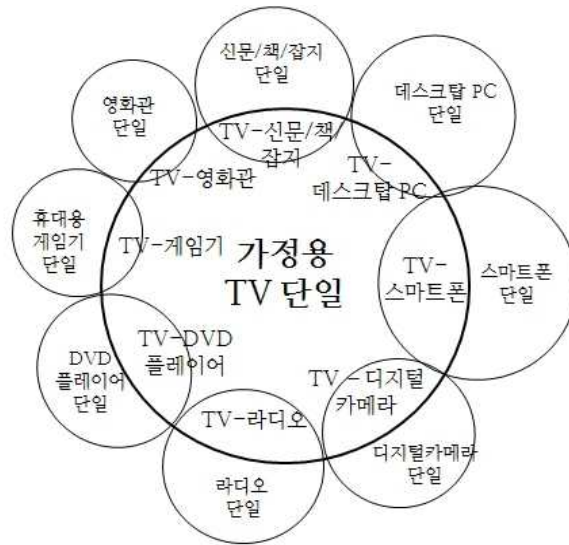 신문/책/잡지
단일
데스크탑 PC
단일
영화관
단일
TV-신문/책/
잡지
TV-
데스크탑 PC
TV-영화관
휴대용
게임기
단일
TV-게임기
가정용
TV 단일
TV-
스마트폰
스마트폰
단일
TV-DVD
플레이어
DVD
플레이어
단일
TV - 디지털
카메라
TV-라디오
디지털카메라
단일
라디오
단일